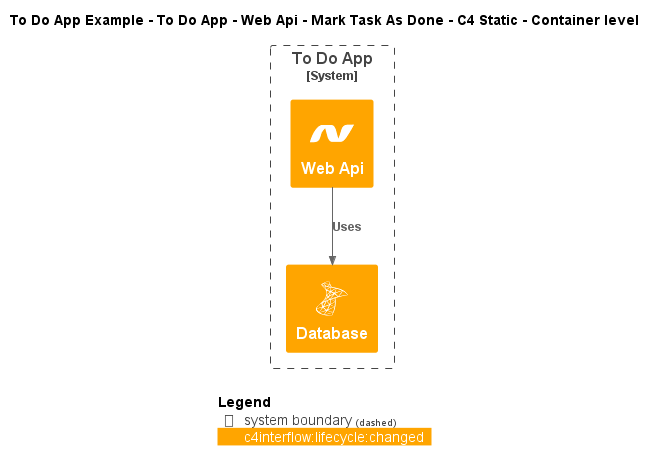 To Do App Example - To Do App - Web Api - Mark Task As Done - C4 Static - Container level
To Do App
[System]
Web Api
Uses
Database
Legend
system boundary (dashed)
c4interflow:lifecycle:changed